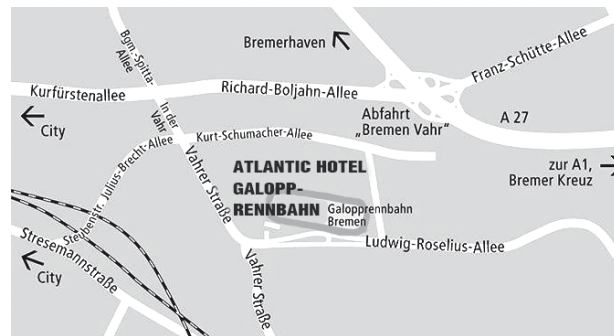 Bgm.-Spitta-
Allee
Bremerhaven
Franz-Schütte-Allee
Kurfürstenallee
Richard-Boljahn-Allee
City
In der
Vahr
Abfahrt
„Bremen Vahr“
A 27
Kurt-Schumacher-Allee
Julius-Brecht-Allee
Vahrer Straße
ATLANTIC HOTEL
GALOPP-
RENNBAHN
zur A1,
Bremer Kreuz
Galopprennbahn
Bremen
Steubenstr.
Stresemannstraße
Ludwig-Roselius-Allee
City
Vahrer Straße